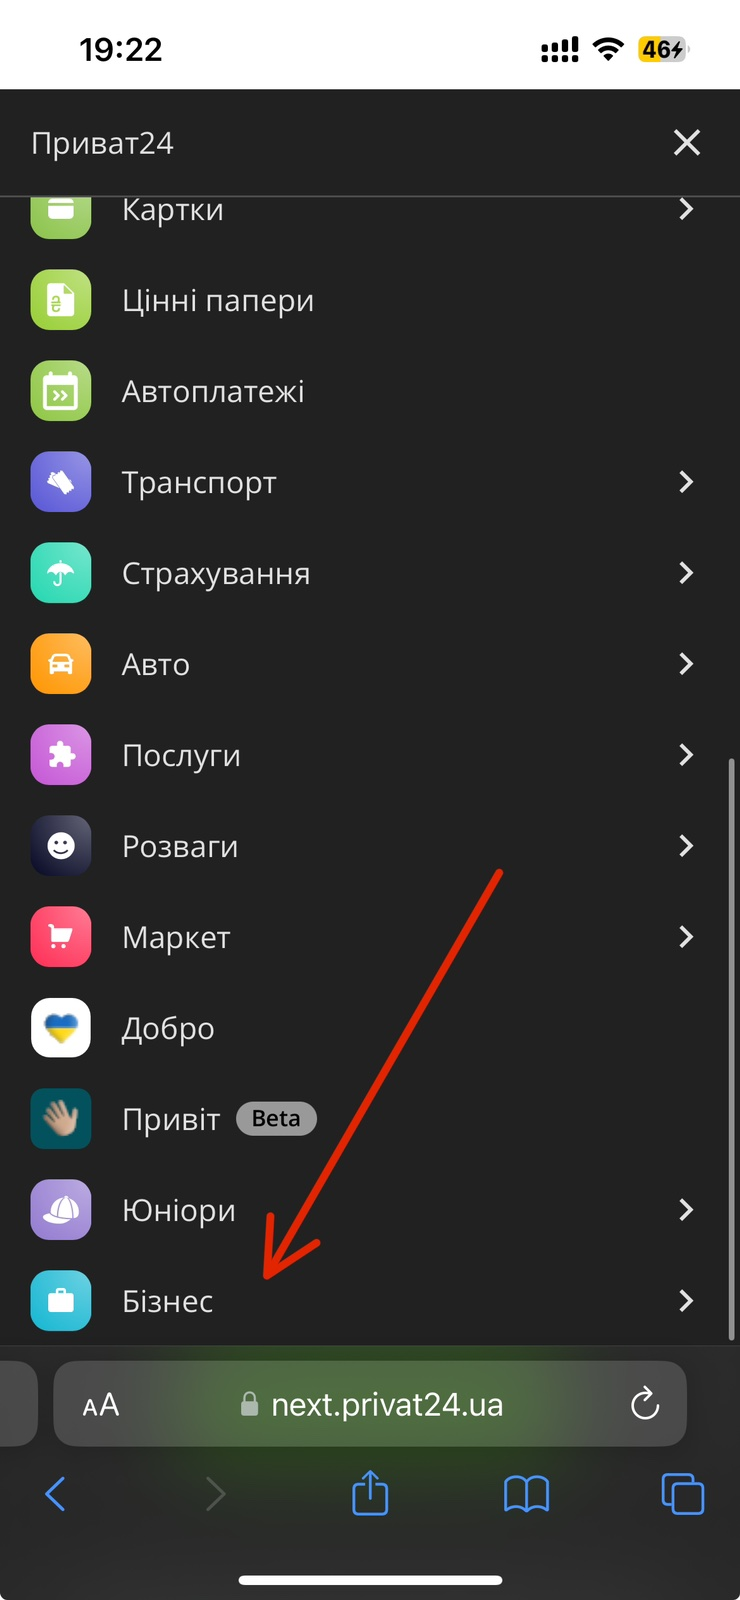 19:22
46
Приват24
Картки
Цінні папери
Автоплатежі
Транспорт
Страхування
Авто
Послуги
Розваги
Маркет
Добро
Привіт Beta
Юніори
Бізнес
AA next.privat24.ua